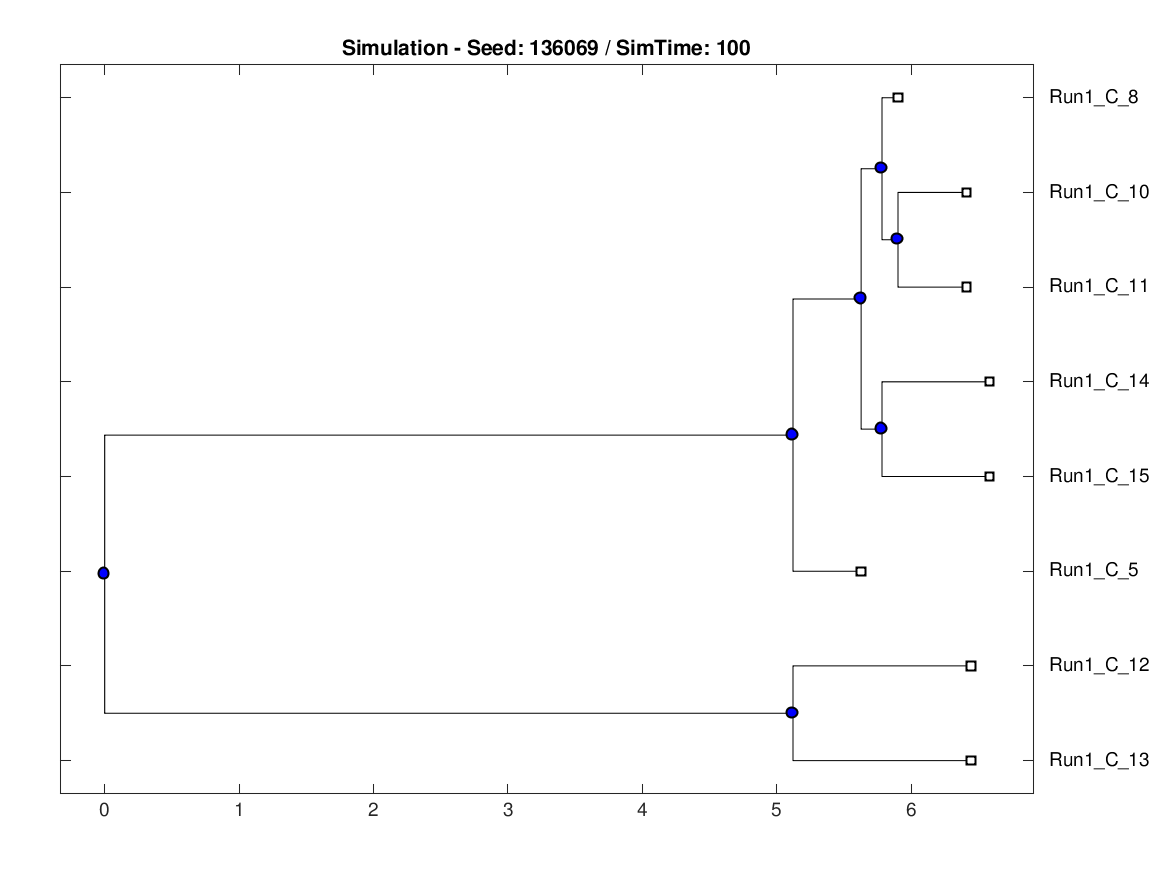 Simulation - Seed: 136069 / SimTime: 100
Run1_C_8
Run1_C_10
Run1_C_11
Run1_C_14
Run1_C_15
Run1_C_5
Run1_C_12
Run1_C_13
0 1 2 3 4 5 6